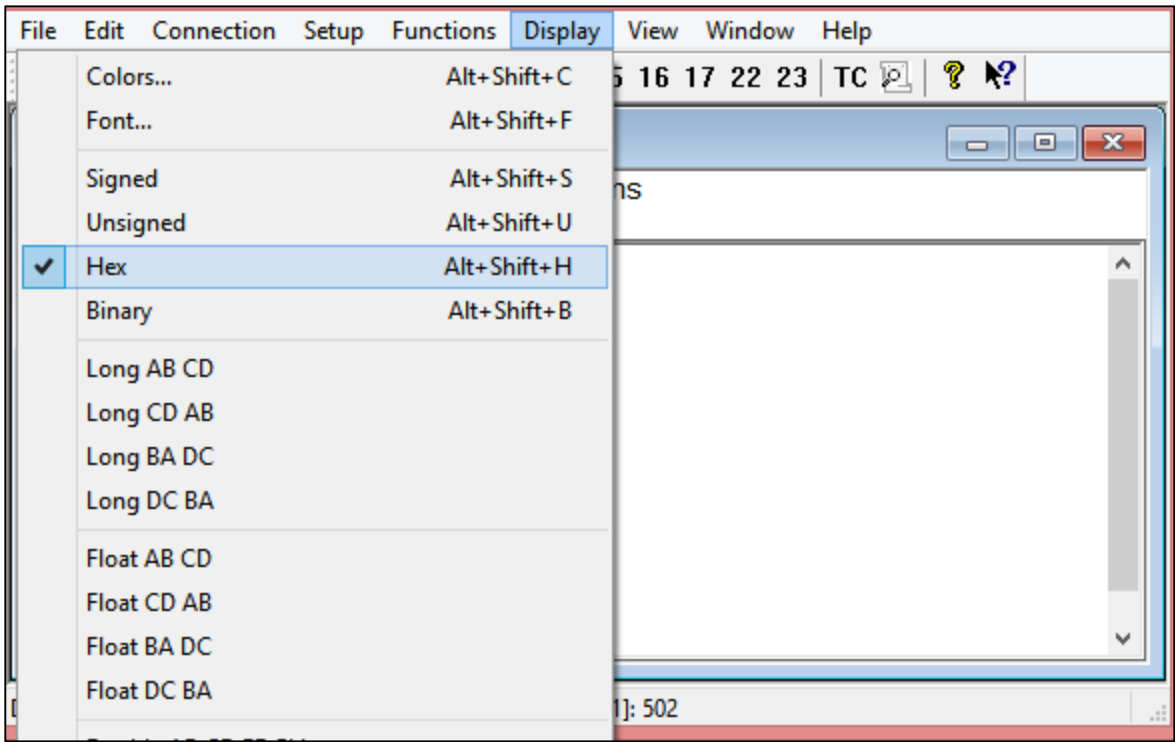 File Edit Connection Setup Functions Display View Window Help
Colors... Alt+Shift+C 16 17 22 23 TC
Font... Alt+Shift+F
Signed Alt+Shift+S
Unsigned Alt+Shift+U
Hex Alt+Shift+H
Binary Alt+Shift+B
Long AB CD
Long CD AB
Long BA DC
Long DC BA
Float AB CD
Float CD AB
Float BA DC
Float DC BA
]: 502